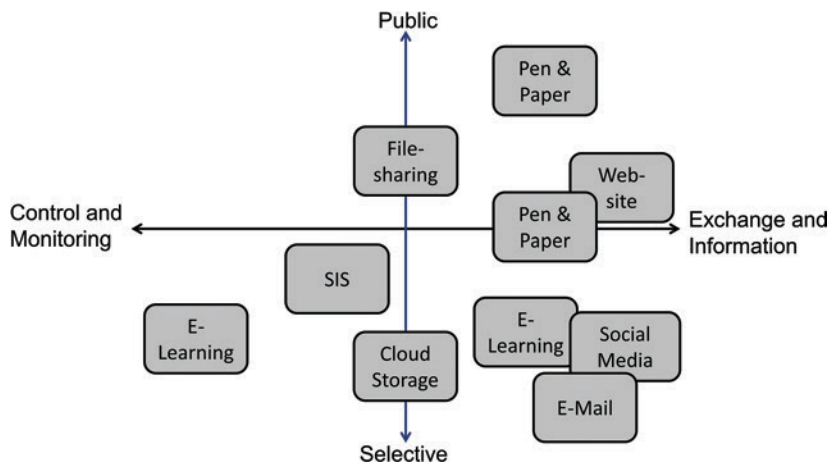 Public
Pen &
Paper
File-
sharing
Web-
site
Control and
Monitoring
Pen &
Paper
Exchange and
Information
SIS
E-
Learning
Cloud
Storage
E-
Learning
Social
Media
E-Mail
Selective